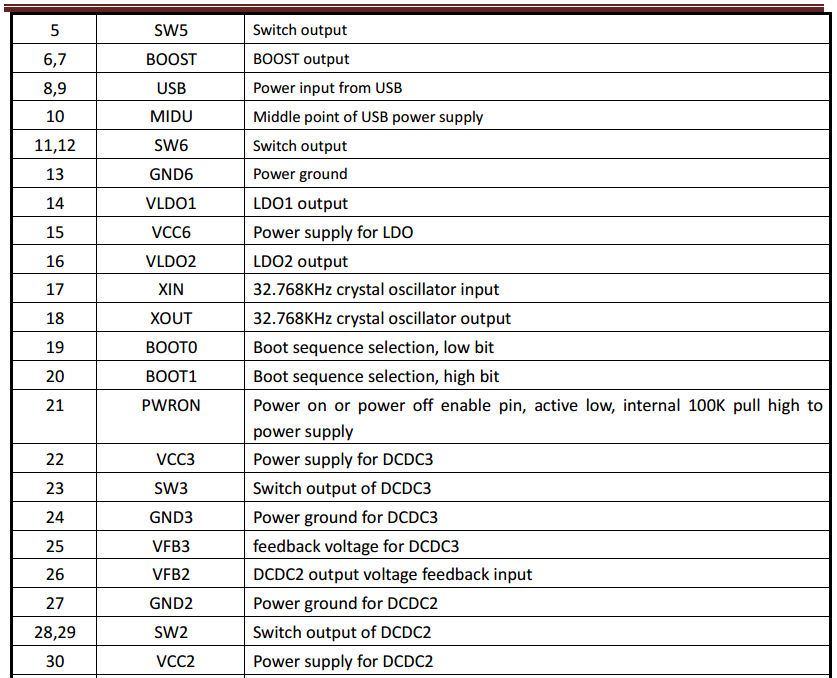 5 SW5 Switch output
6,7 BOOST BOOST output
8,9 USB Power input from USB
10 MIDU Middle point of USB power supply
11,12 SW6 Switch output
13 GND6 Power ground
14 VLDO1 LDO1 output
15 VCC6 Power supply for LDO
16 VLDO2 LDO2 output
17 XIN 32.768KHz crystal oscillator input
18 XOUT 32.768KHz crystal oscillator output
19 BOOT0 Boot sequence selection, low bit
20 BOOT1 Boot sequence selection, high bit
21 PWRON Power on or power off enable pin, active low, internal 100K pull high to
power supply
22 VCC3 Power supply for DCDC3
23 SW3 Switch output of DCDC3
24 GND3 Power ground for DCDC3
25 VFB3 feedback voltage for DCDC3
26 VFB2 DCDC2 output voltage feedback input
27 GND2 Power ground for DCDC2
28,29 SW2 Switch output of DCDC2
30 VCC2 Power supply for DCDC2